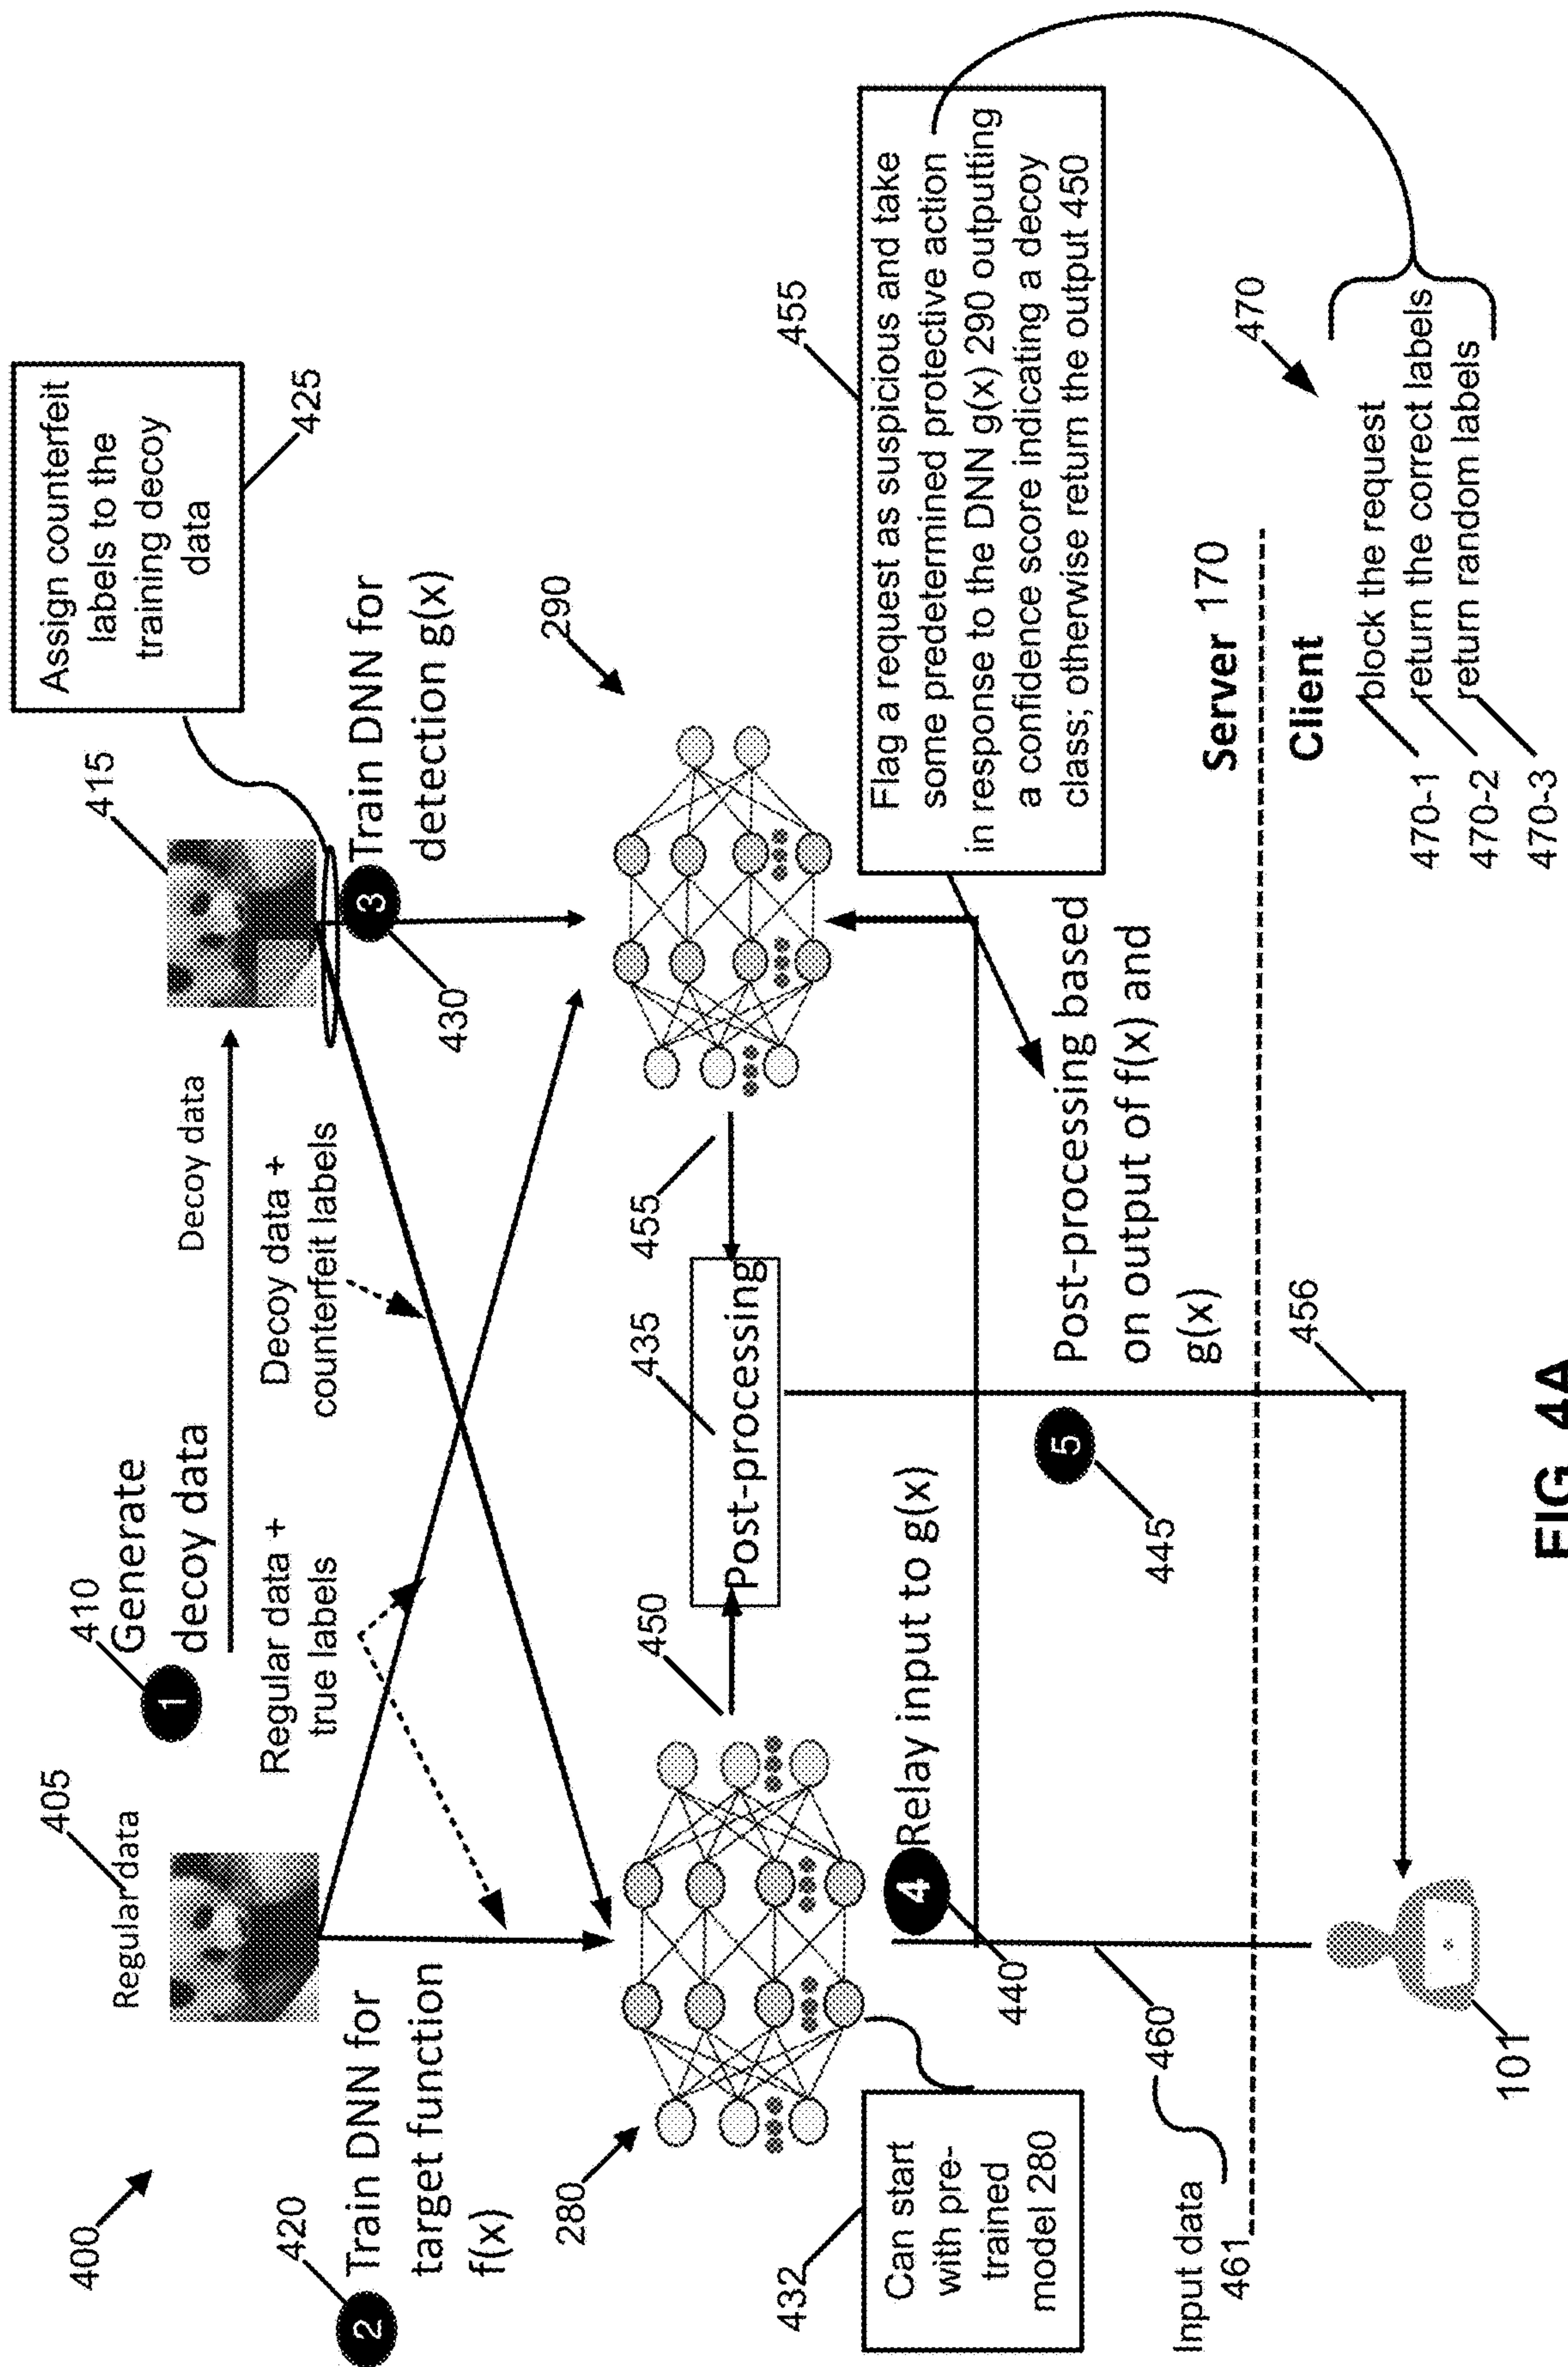 400
Regular data
405
410
1
Generate
decoy data
Decoy data
415
Assign counterfeit
labels to the
training decoy
data
425
Regular data +
true labels
Decoy data +
counterfeit labels
420
2
Train DNN for
target function
f(x)
3
Train DNN for
detection g(x)
430
280
290
432
Can start
with pre-
trained
model 280
450
435
Post-processing
455
455
Flag a request as suspicious and take
some predetermined protective action
in response to the DNN g(x) 290 outputting
a confidence score indicating a decoy
class; otherwise return the output 450
4
Relay input to g(x)
440
5
445
Post-processing based
on output of f(x) and
g(x)
Input data
461
460
Server 170
Client
456
101
470
block the request
return the correct labels
return random labels
470-1
470-2
470-3
FIG. 4A